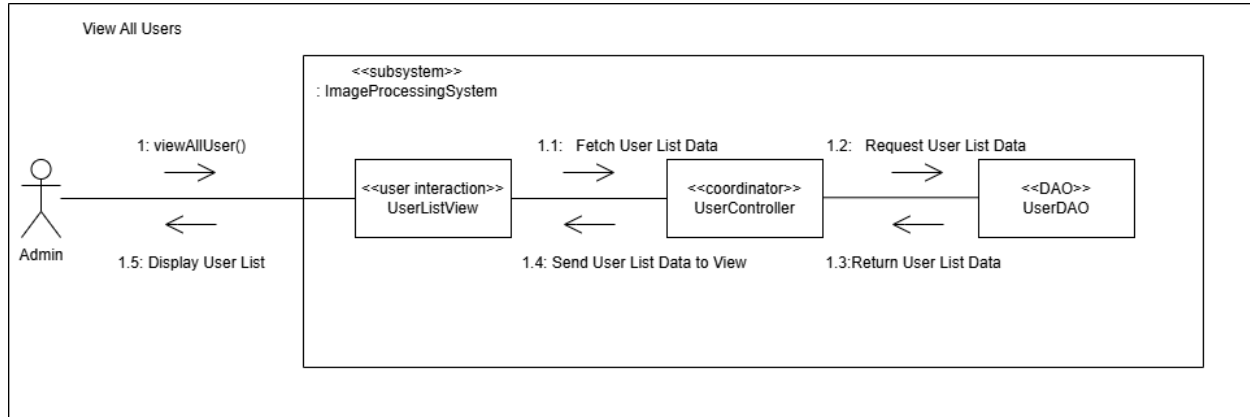 View All Users
<<subsystem>>
: ImageProcessingSystem
1: viewAllUser()
1.1: Fetch User List Data
1.2: Request User List Data
<<user interaction>>
UserListView
<<coordinator>>
UserController
<<DAO>>
UserDAO
Admin
1.5: Display User List
1.4: Send User List Data to View
1.3:Return User List Data